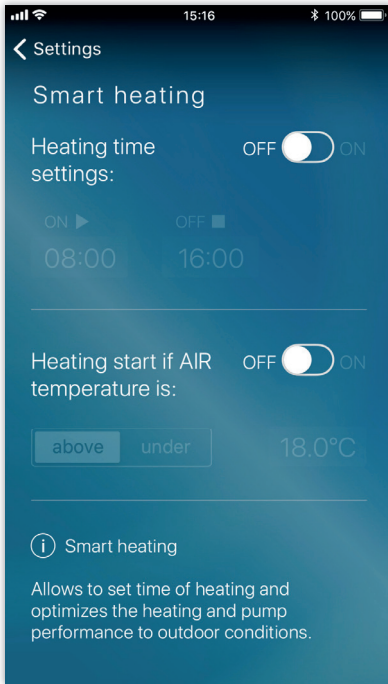 15:16 100%
Settings
Smart heating
Heating time OFF ON
settings:
ON OFF
08:00 16:00
Heating start if AIR OFF ON
temperature is:
above under 18.0°C
i Smart heating
Allows to set time of heating and
optimizes the heating and pump
performance to outdoor conditions.